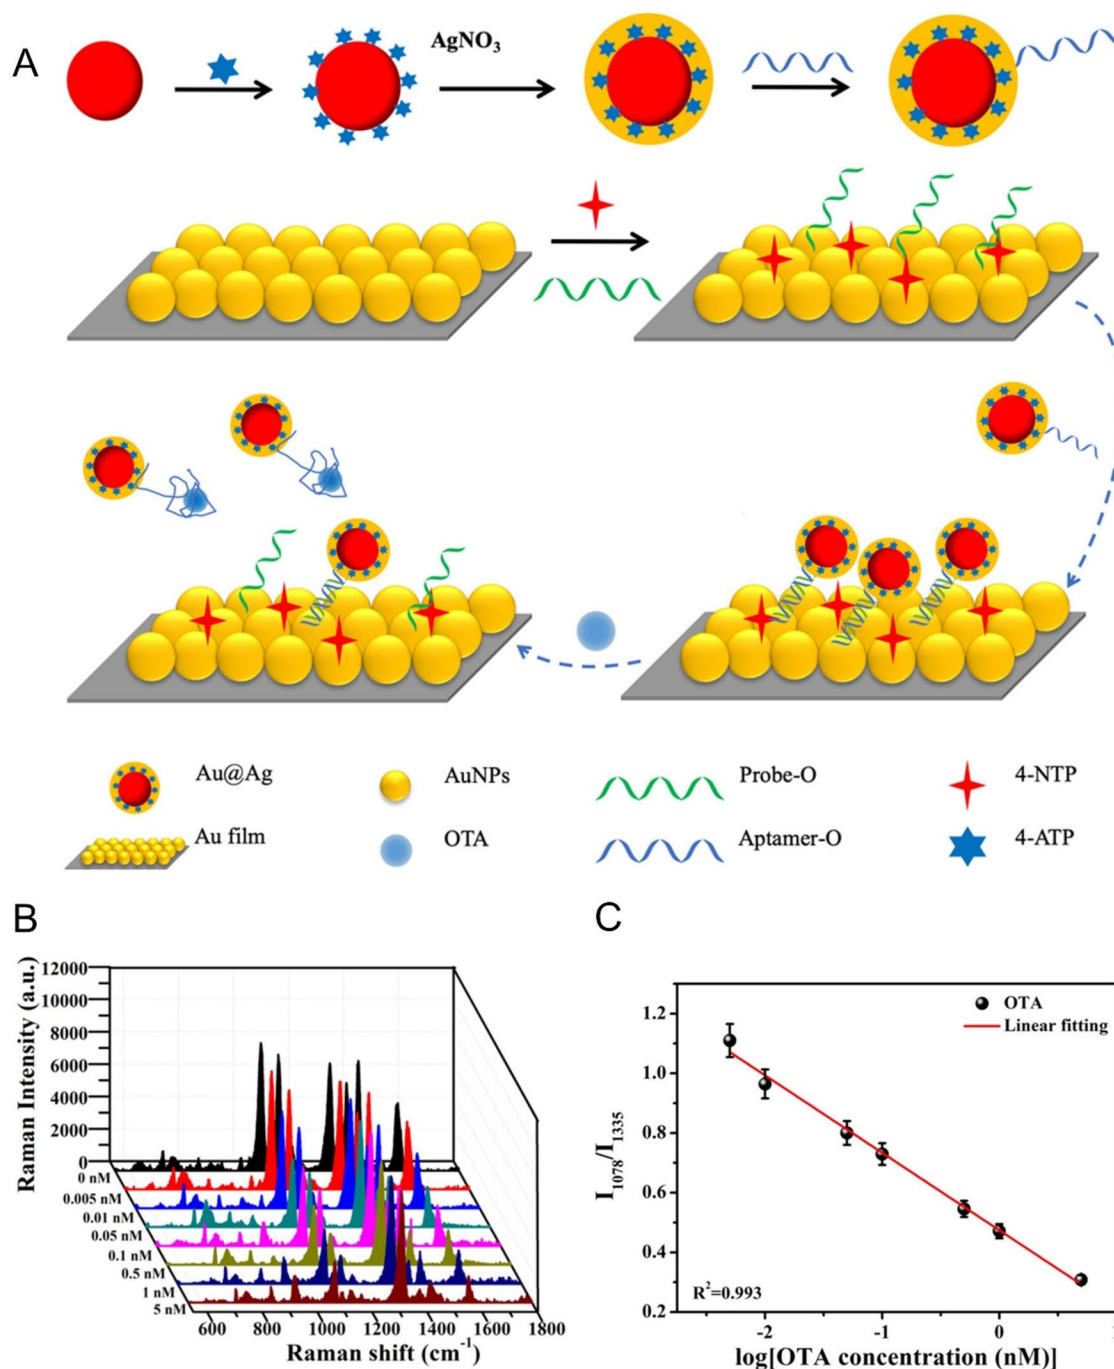 A
AgNO3
Au@Ag
AuNPs
Probe-O
4-NTP
Au film
OTA
Aptamer-O
4-ATP
B
Raman Intensity (a.u.)
12000
10000
8000
6000
4000
2000
0
0 nM
0.005 nM
0.01 nM
0.05 nM
0.1 nM
0.5 nM
1 nM
5 nM
600 800 1000 1200 1400 1600 1800
Raman shift (cm-1)
C
I1078/I1335
1.2
1.0
0.8
0.6
0.4
0.2
OTA
Linear fitting
R2=0.993
-2 -1 0 1
log[OTA concentration (nM)]